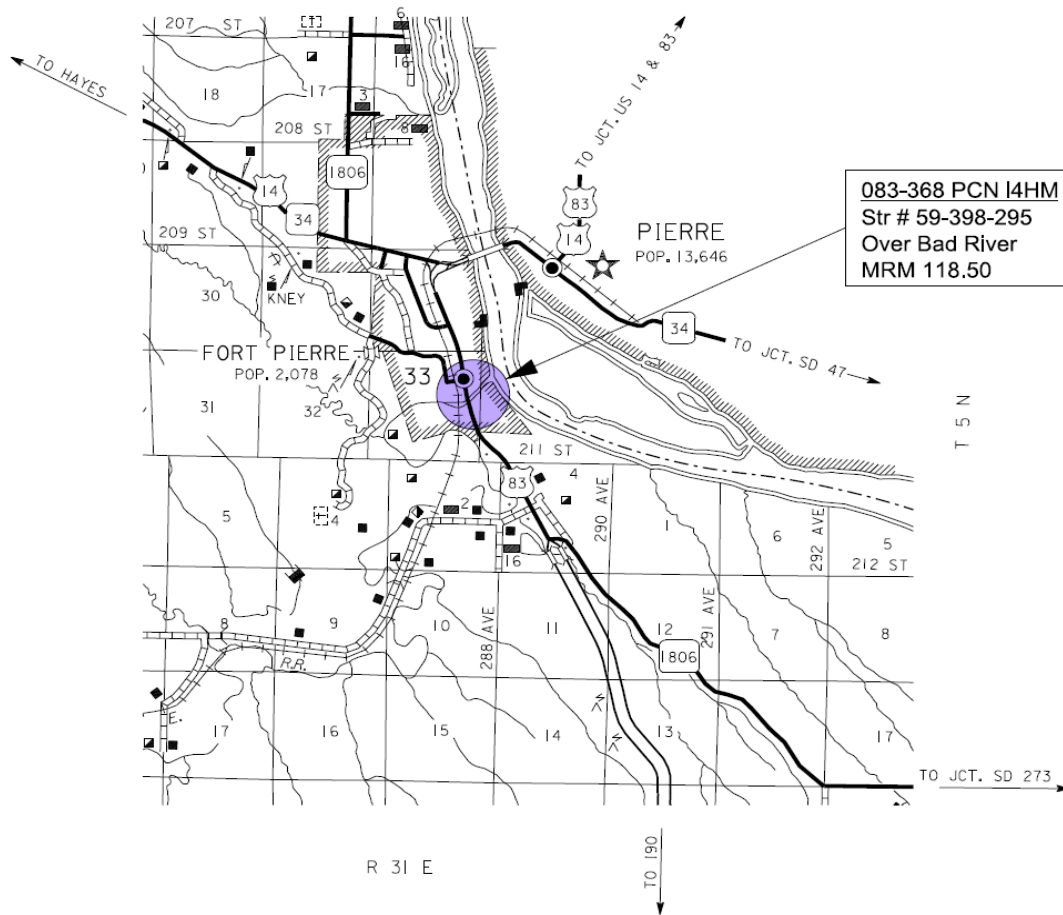 207 ST
6
16
TO HAYES
18
17
3
8
208 ST
1806
14
34
209 ST
TO JCT. US 14 & 83
83
14
PIERRE
POP. 13,646
34
TO JCT. SD 47
083-368 PCN I4HM
Str # 59-398-295
Over Bad River
MRM 118.50
30
KNEY
FORT PIERRE
POP. 2,078
33
31
32
211 ST
T 5 N
83
4
2
4
5
16
290 AVE
1
6
292 AVE
5
212 ST
8
9
10
288 AVE
11
12
291 AVE
7
8
1806
R.R.
E.
17
16
15
14
13
17
TO JCT. SD 273
TO I90
R 31 E